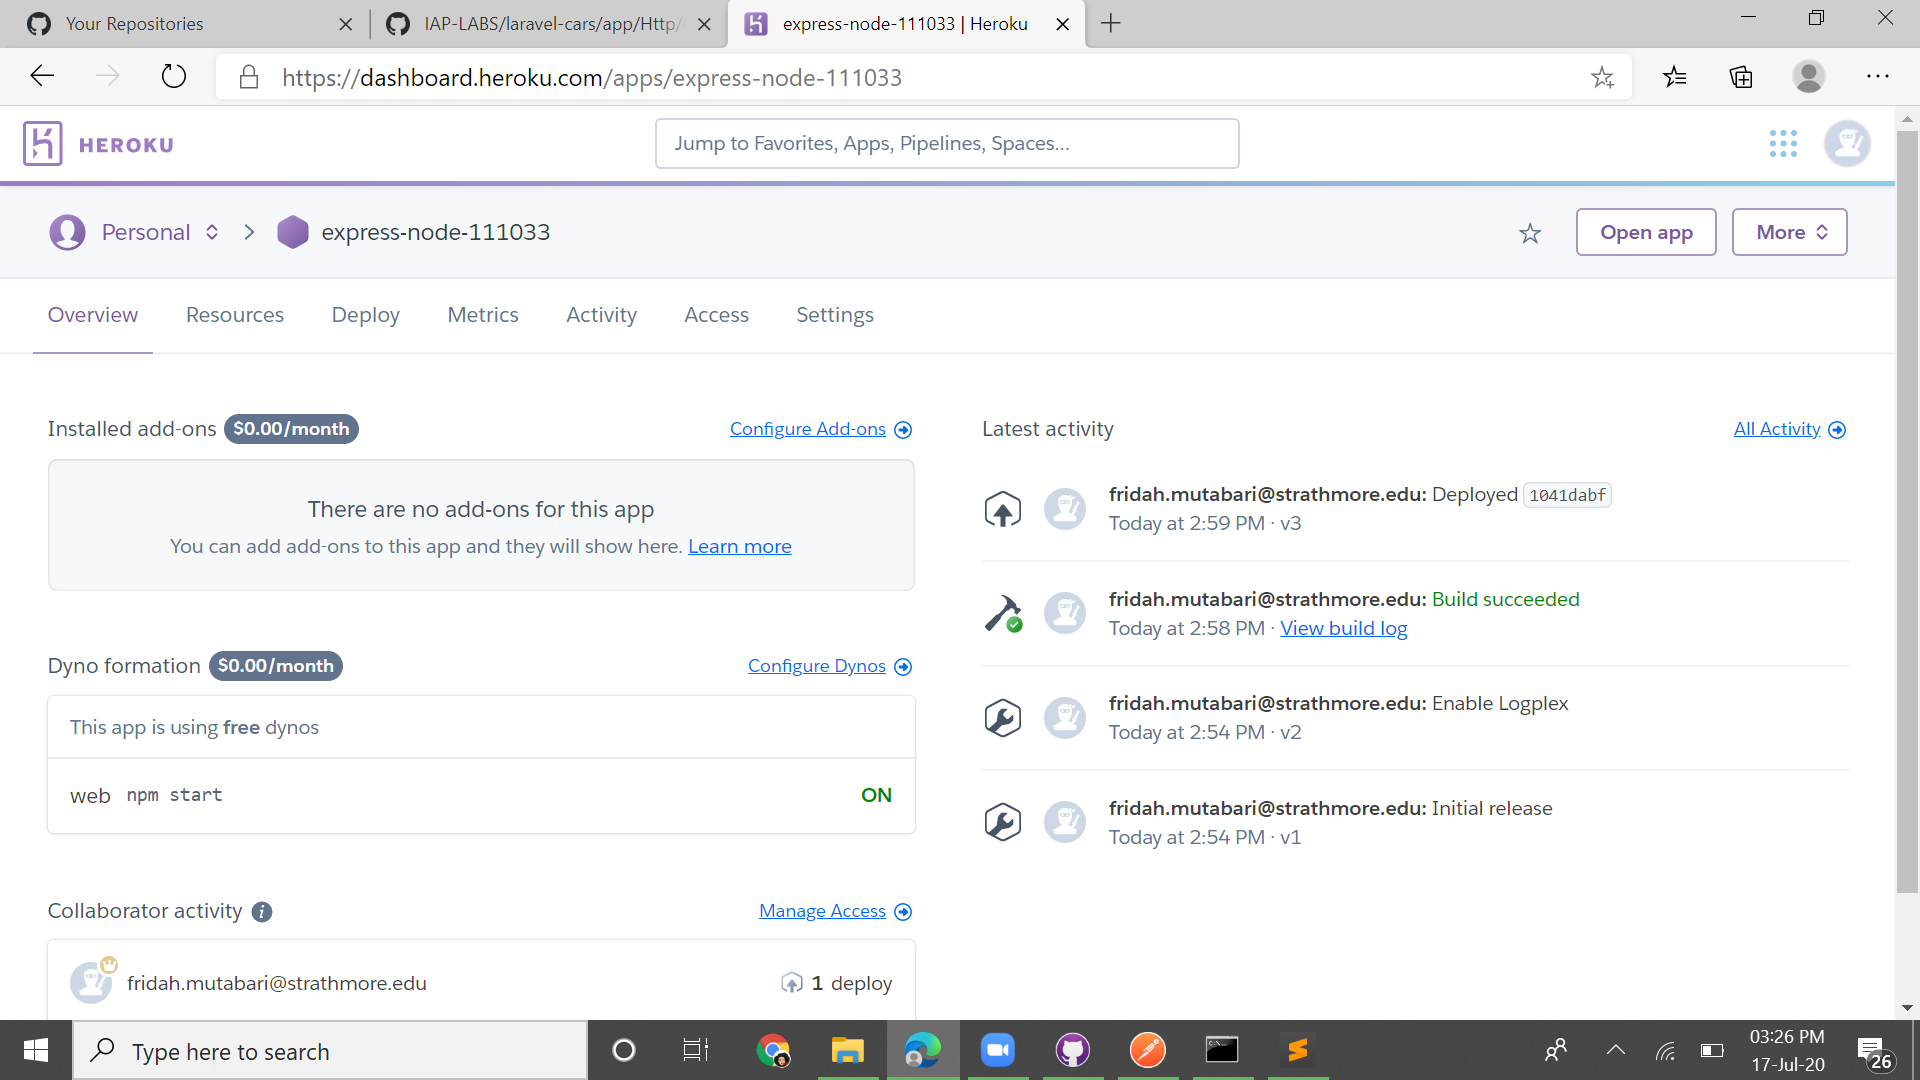 Your Repositories
IAP-LABS/laravel-cars/app/Http/
express-node-111033 | Heroku
https://dashboard.heroku.com/apps/express-node-111033
HEROKU
Jump to Favorites, Apps, Pipelines, Spaces...
Personal
express-node-111033
Open app
More
Overview
Resources
Deploy
Metrics
Activity
Access
Settings
Installed add-ons $0.00/month
Configure Add-ons
There are no add-ons for this app
You can add add-ons to this app and they will show here. Learn more
Dyno formation $0.00/month
Configure Dynos
This app is using free dynos
web npm start
ON
Collaborator activity
Manage Access
fridah.mutabari@strathmore.edu
1 deploy
Latest activity
All Activity
fridah.mutabari@strathmore.edu: Deployed 1041dabf
Today at 2:59 PM · v3
fridah.mutabari@strathmore.edu: Build succeeded
Today at 2:58 PM · View build log
fridah.mutabari@strathmore.edu: Enable Logplex
Today at 2:54 PM · v2
fridah.mutabari@strathmore.edu: Initial release
Today at 2:54 PM · v1
Type here to search
03:26 PM
17-Jul-20
26